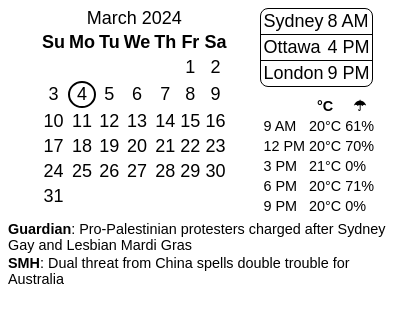 March 2024
Su Mo Tu We Th Fr Sa
1 2
3 4 5 6 7 8 9
10 11 12 13 14 15 16
17 18 19 20 21 22 23
24 25 26 27 28 29 30
31
Sydney 8 AM
Ottawa 4 PM
London 9 PM
°C ☂
9 AM 20°C 61%
12 PM 20°C 70%
3 PM 21°C 0%
6 PM 20°C 71%
9 PM 20°C 0%
Guardian: Pro-Palestinian protesters charged after Sydney
Gay and Lesbian Mardi Gras
SMH: Dual threat from China spells double trouble for
Australia